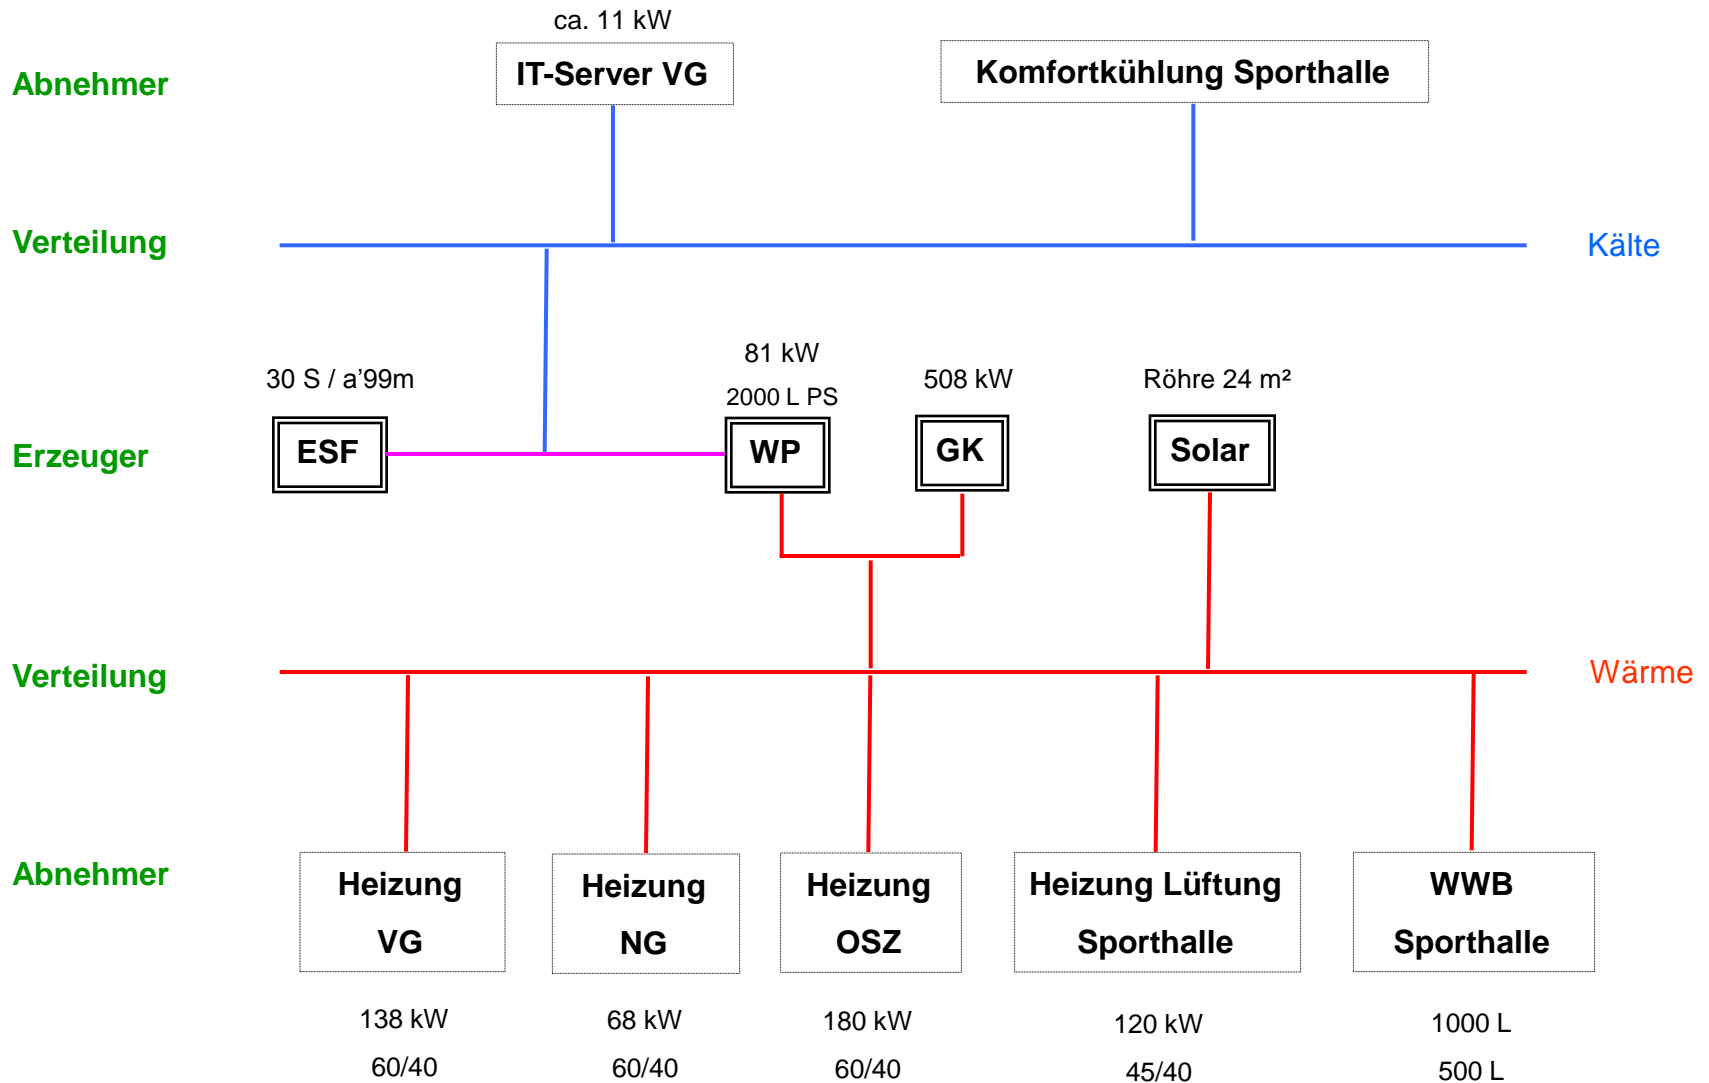 ca. 11 kW
Abnehmer
IT-Server VG
Komfortkühlung Sporthalle
Verteilung
Kälte
81 kW
30 S / a’99m
2000 L PS
508 kW
Röhre 24 m²
Erzeuger
ESF
WP
GK
Solar
Verteilung
Wärme
Abnehmer
Heizung
VG
Heizung
NG
Heizung
OSZ
Heizung Lüftung
Sporthalle
WWB
Sporthalle
138 kW
60/40
68 kW
60/40
180 kW
60/40
120 kW
45/40
1000 L
500 L